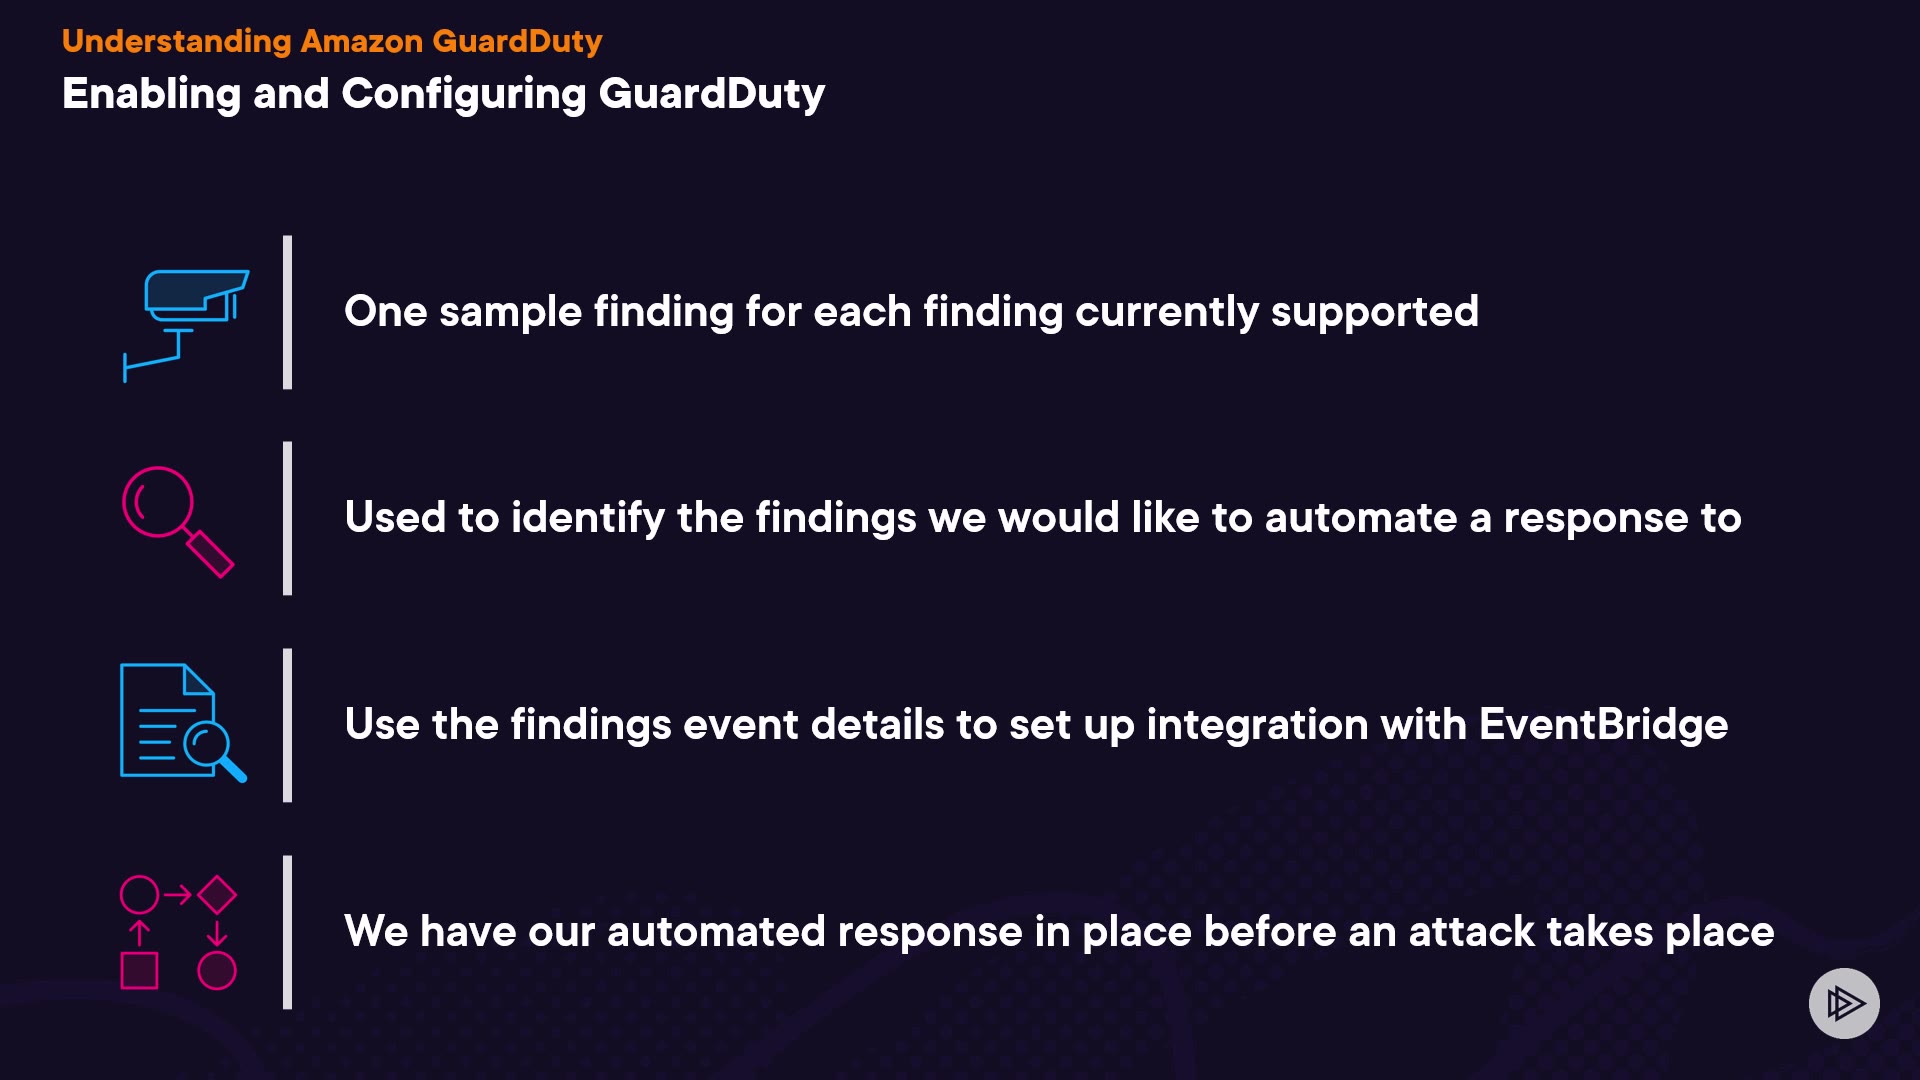 Understanding Amazon GuardDuty
Enabling and Configuring GuardDuty
One sample finding for each finding currently supported
Used to identify the findings we would like to automate a response to
Use the findings event details to set up integration with EventBridge
We have our automated response in place before an attack takes place